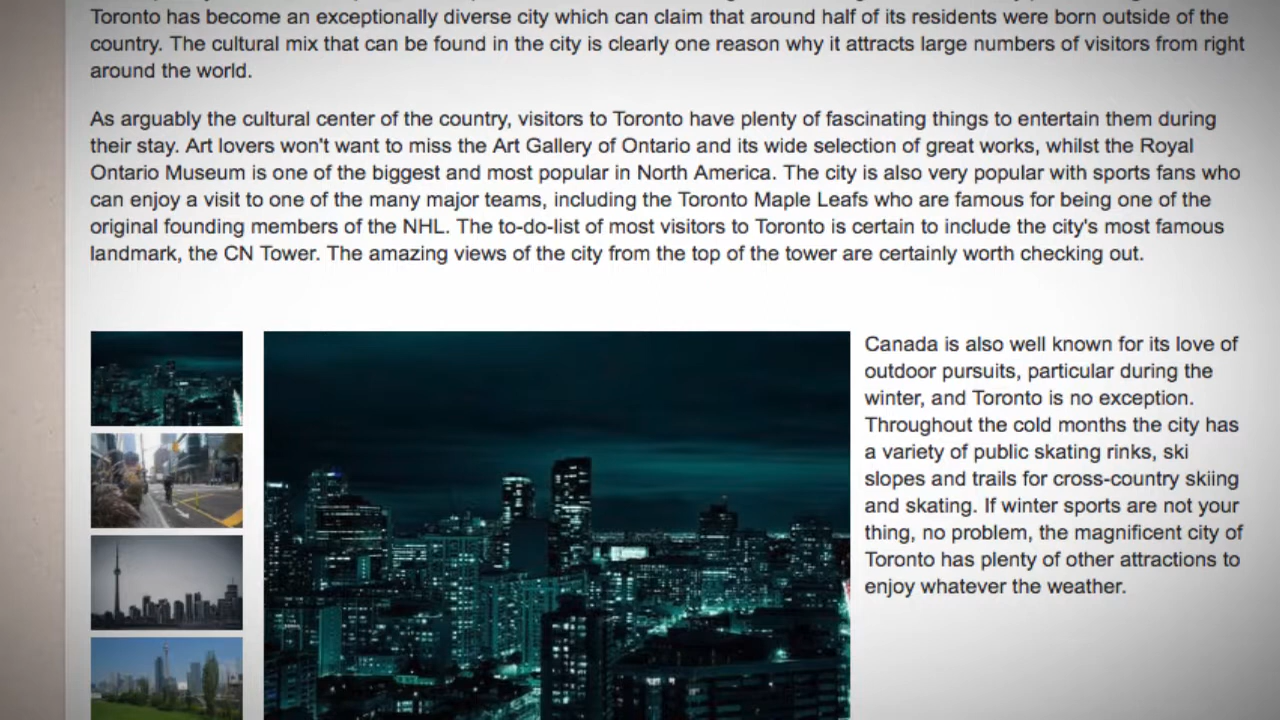 Toronto has become an exceptionally diverse city which can claim that around half of its residents were born outside of the
country. The cultural mix that can be found in the city is clearly one reason why it attracts large numbers of visitors from right
around the world.
As arguably the cultural center of the country, visitors to Toronto have plenty of fascinating things to entertain them during
their stay. Art lovers won't want to miss the Art Gallery of Ontario and its wide selection of great works, whilst the Royal
Ontario Museum is one of the biggest and most popular in North America. The city is also very popular with sports fans who
can enjoy a visit to one of the many major teams, including the Toronto Maple Leafs who are famous for being one of the
original founding members of the NHL. The to-do-list of most visitors to Toronto is certain to include the city's most famous
landmark, the CN Tower. The amazing views of the city from the top of the tower are certainly worth checking out.
Canada is also well known for its love of
outdoor pursuits, particular during the
winter, and Toronto is no exception.
Throughout the cold months the city has
a variety of public skating rinks, ski
slopes and trails for cross-country skiing
and skating. If winter sports are not your
thing, no problem, the magnificent city of
Toronto has plenty of other attractions to
enjoy whatever the weather.